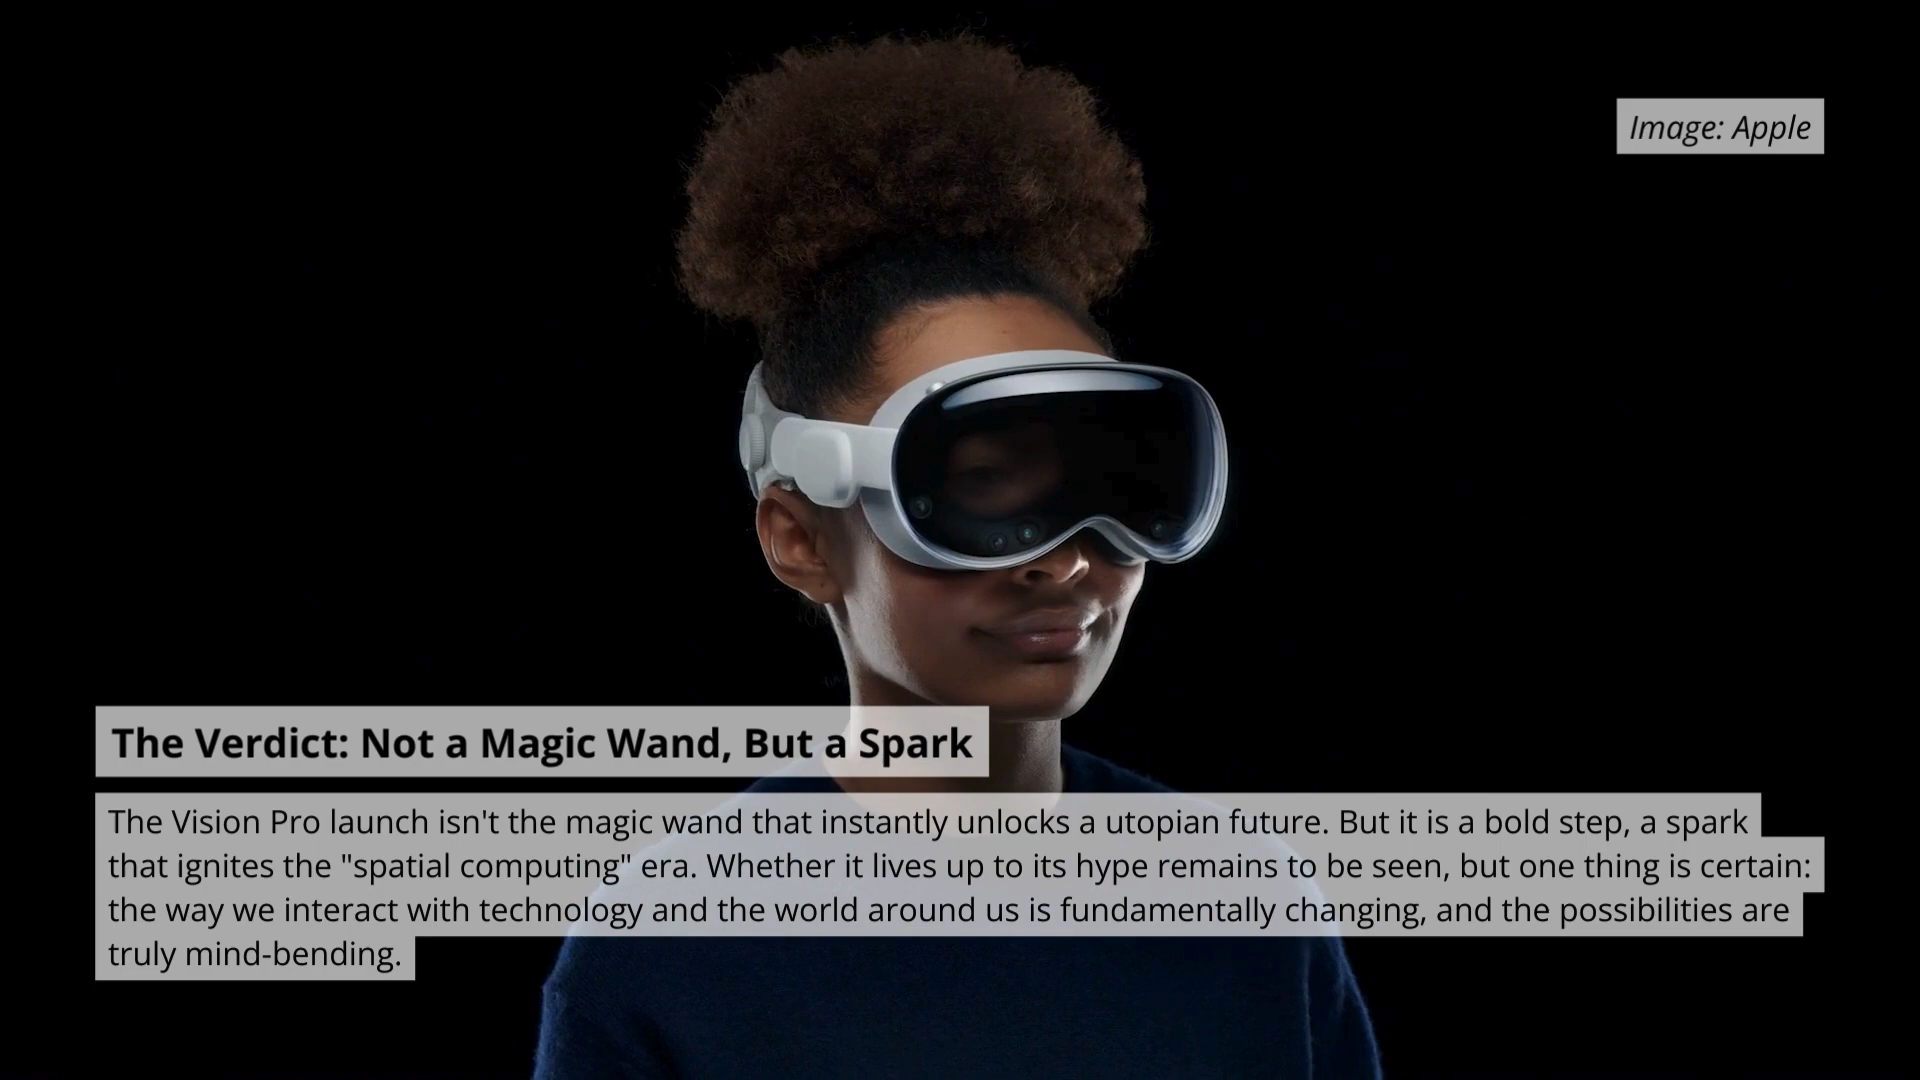 Image: Apple
The Verdict: Not a Magic Wand, But a Spark
The Vision Pro launch isn't the magic wand that instantly unlocks a utopian future. But it is a bold step, a spark
that ignites the "spatial computing" era. Whether it lives up to its hype remains to be seen, but one thing is certain:
the way we interact with technology and the world around us is fundamentally changing, and the possibilities are
truly mind-bending.